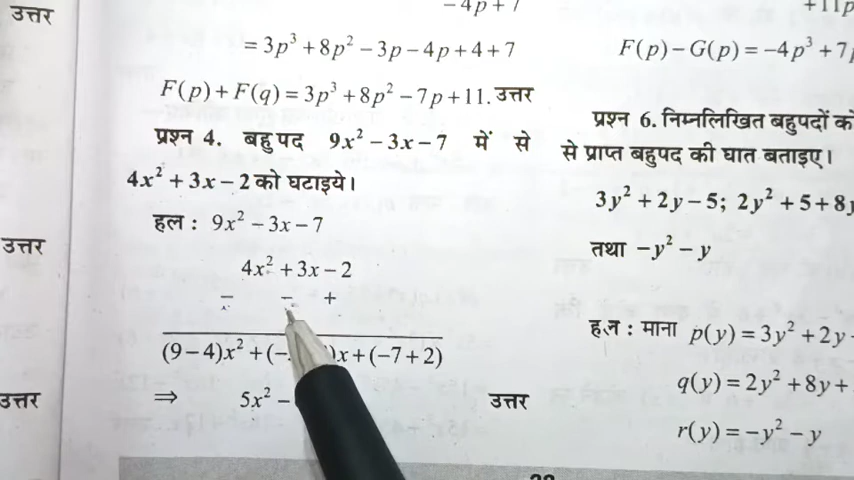 उत्तर
-4p+7
= 3p³ +8p² −3p−4p+4+7
F(p)+F(q)=3p³+8p²−7p+11. उत्तर
प्रश्न 4. बहुपद 9x² −3x−7 में से
4x² +3x−2 को घटाइये।
हल : 9x² −3x−7
4x² +3x−2
− − +
(9−4)x² +(− )x+(−7+2)
⇒ 5x² − उत्तर
उत्तर
उत्तर
+11p
F(p)−G(p)=−4p³+7
प्रश्न 6. निम्नलिखित बहुपदों
से प्राप्त बहुपद की घात बताइए।
3y² +2y−5; 2y² +5+8y
तथा −y² −y
हल : माना p(y)=3y² +2y
q(y)=2y² +8y+
r(y)=−y² −y